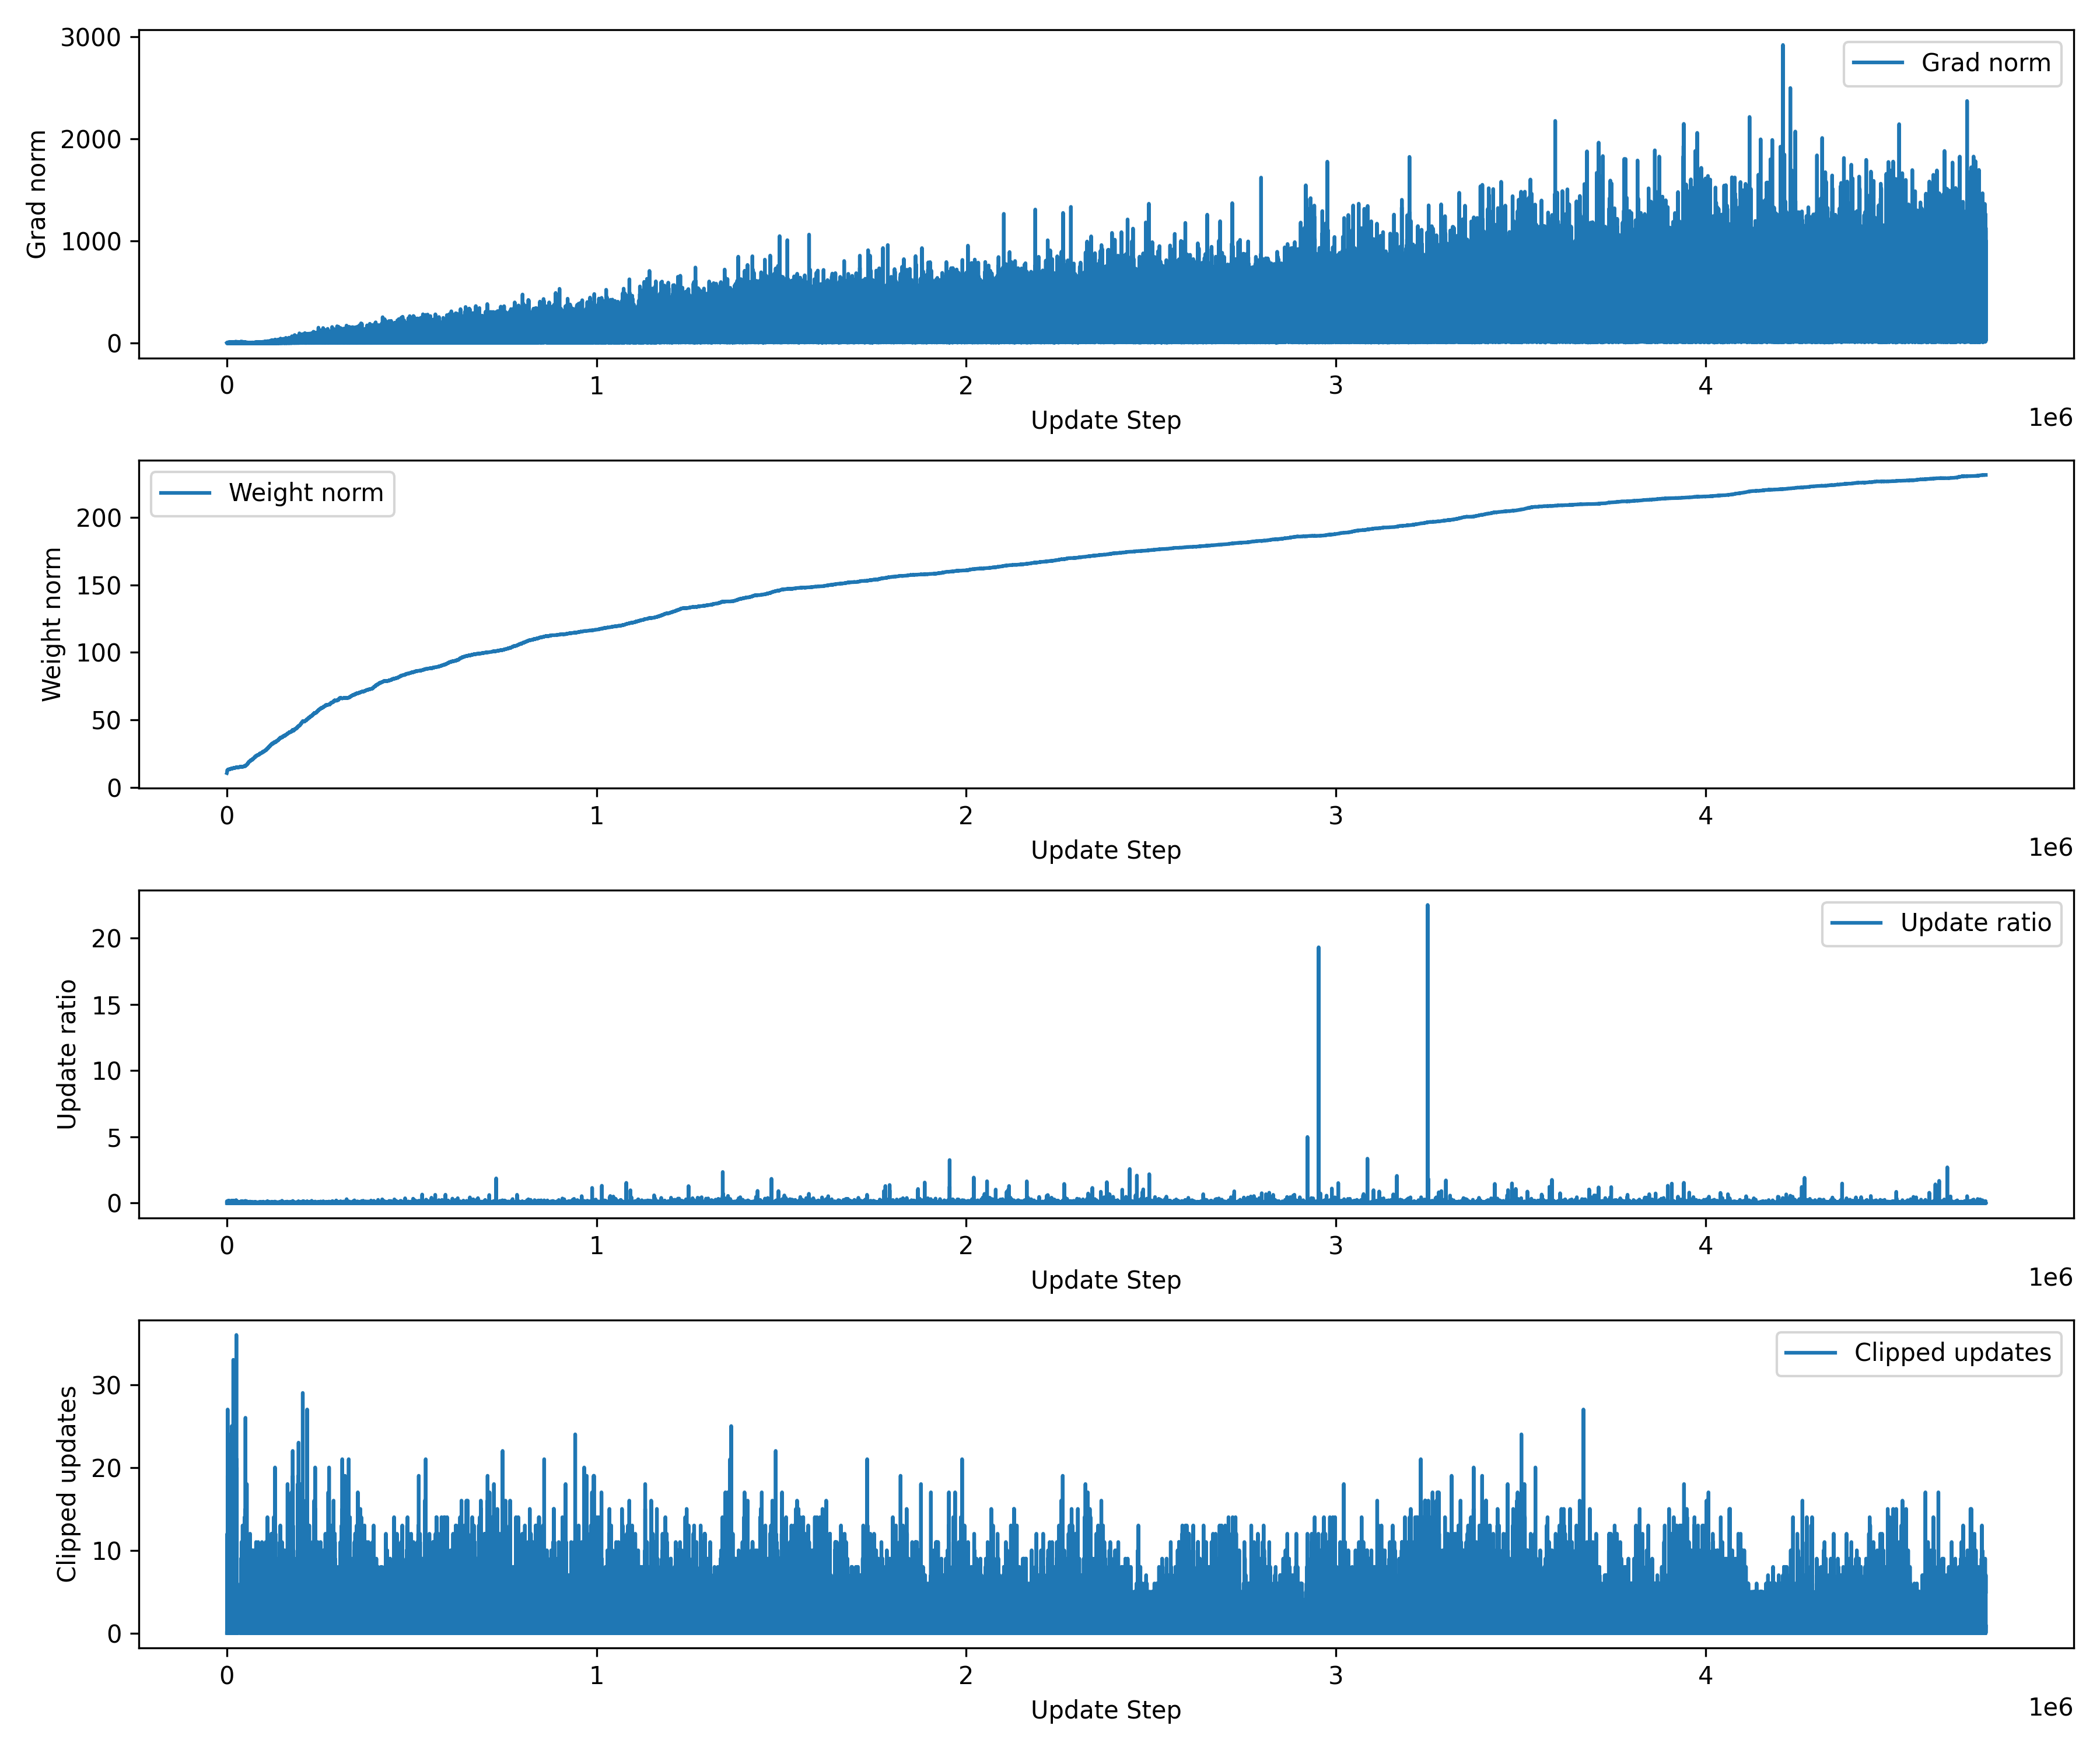 3000
2000
1000
0
Grad norm
Grad norm
0 1 2 3 4
1e6
Update Step
200
150
100
50
0
Weight norm
Weight norm
0 1 2 3 4
1e6
Update Step
20
15
10
5
0
Update ratio
Update ratio
0 1 2 3 4
1e6
Update Step
30
20
10
0
Clipped updates
Clipped updates
0 1 2 3 4
1e6
Update Step